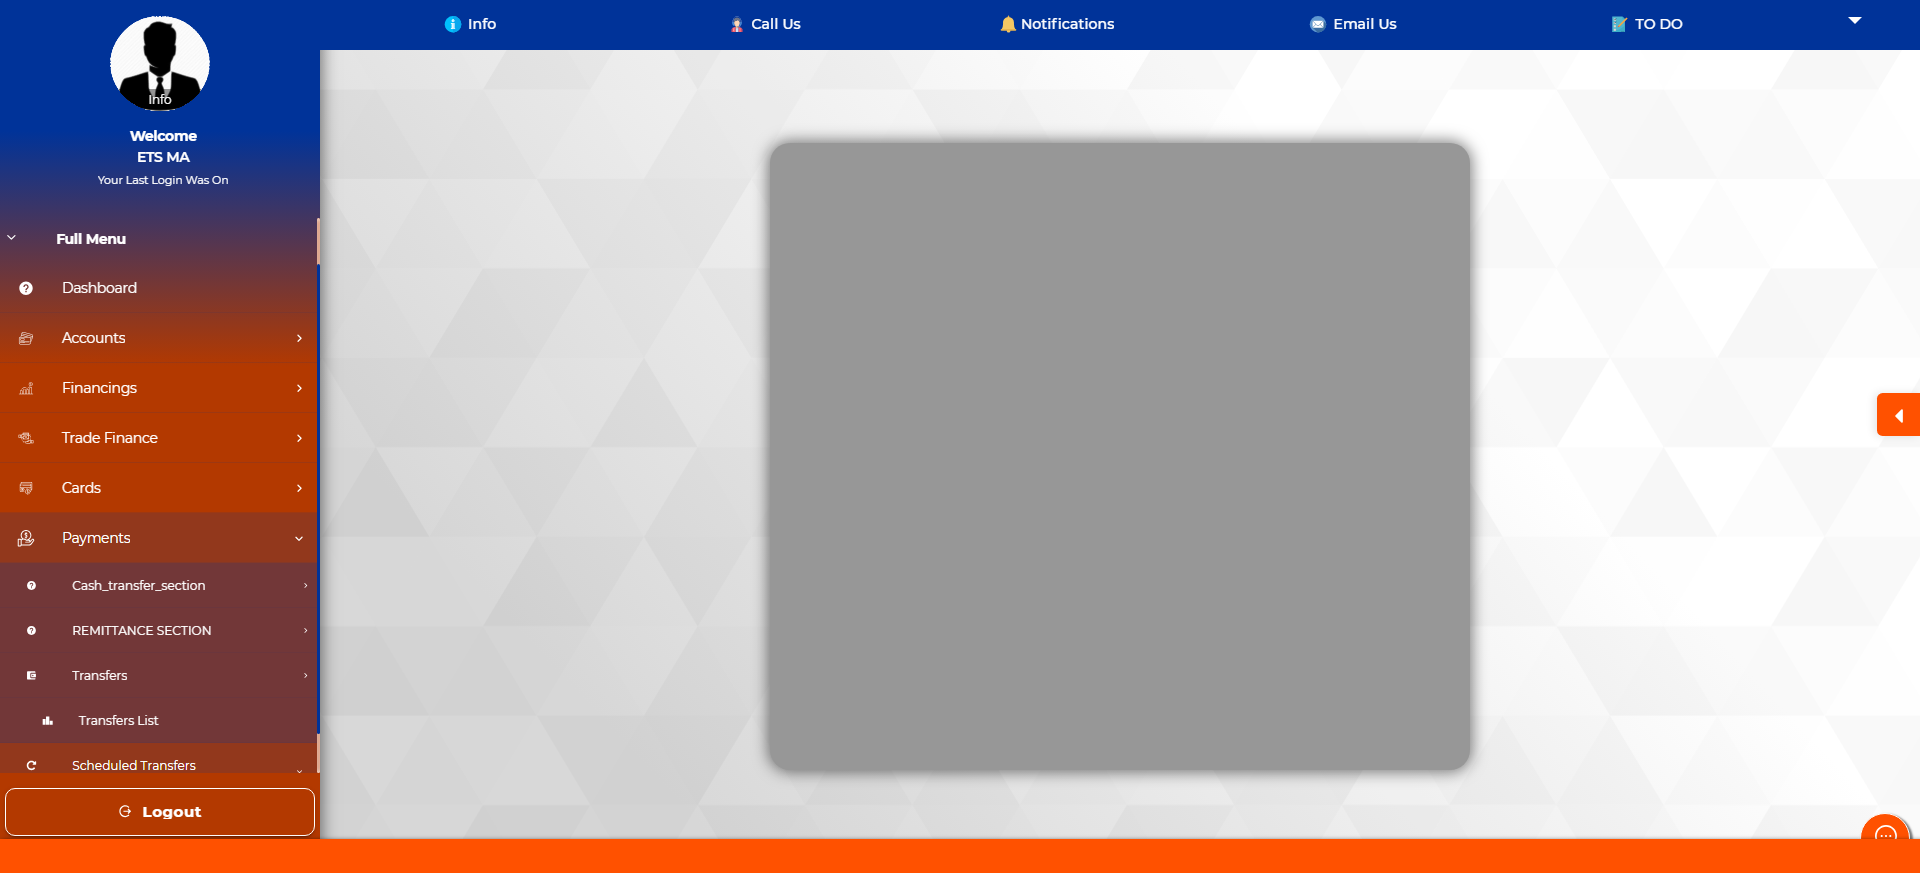 Info
Call Us
Notifications
Email Us
TO DO
Info
Welcome
ETS MA
Your Last Login Was On
Full Menu
Dashboard
Accounts
Financings
Trade Finance
Cards
Payments
Cash_transfer_section
REMITTANCE SECTION
Transfers
Transfers List
Scheduled Transfers
Logout